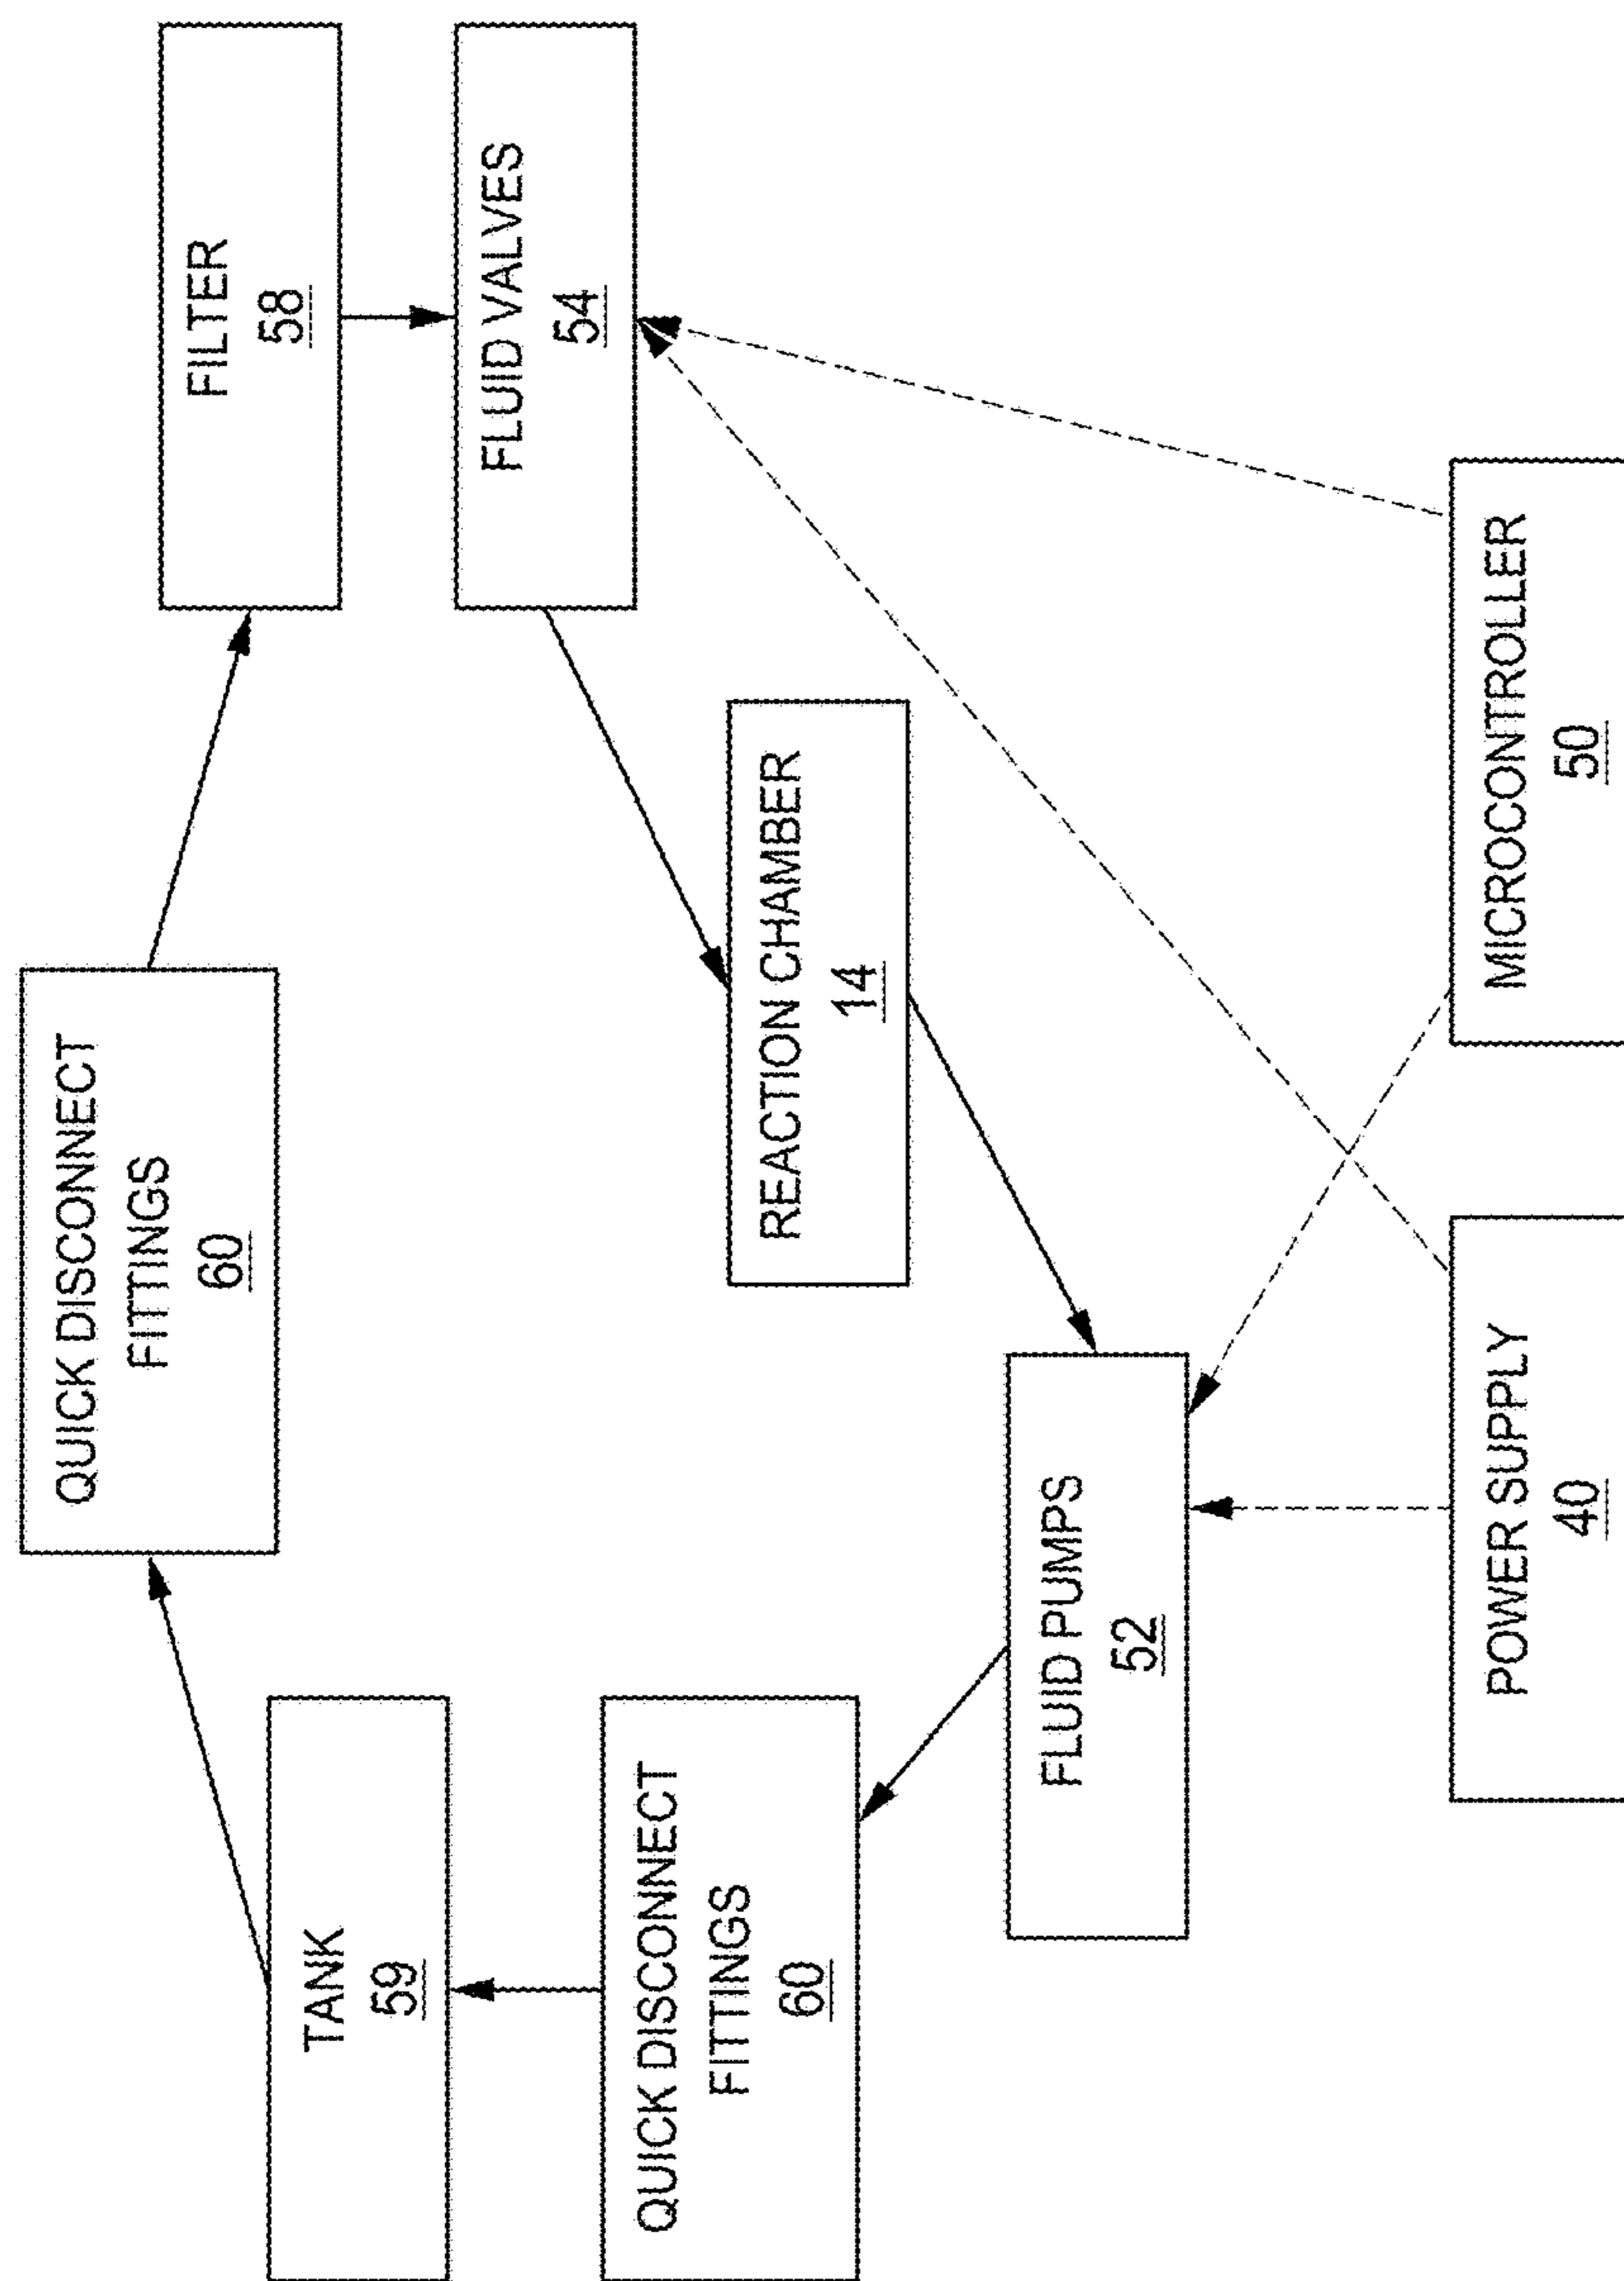 QUICK DISCONNECT
FITTINGS
60
TANK
59
FILTER
58
QUICK DISCONNECT
FITTINGS
60
FLUID VALVES
54
REACTION CHAMBER
14
FLUID PUMPS
52
POWER SUPPLY
40
MICROCONTROLLER
50